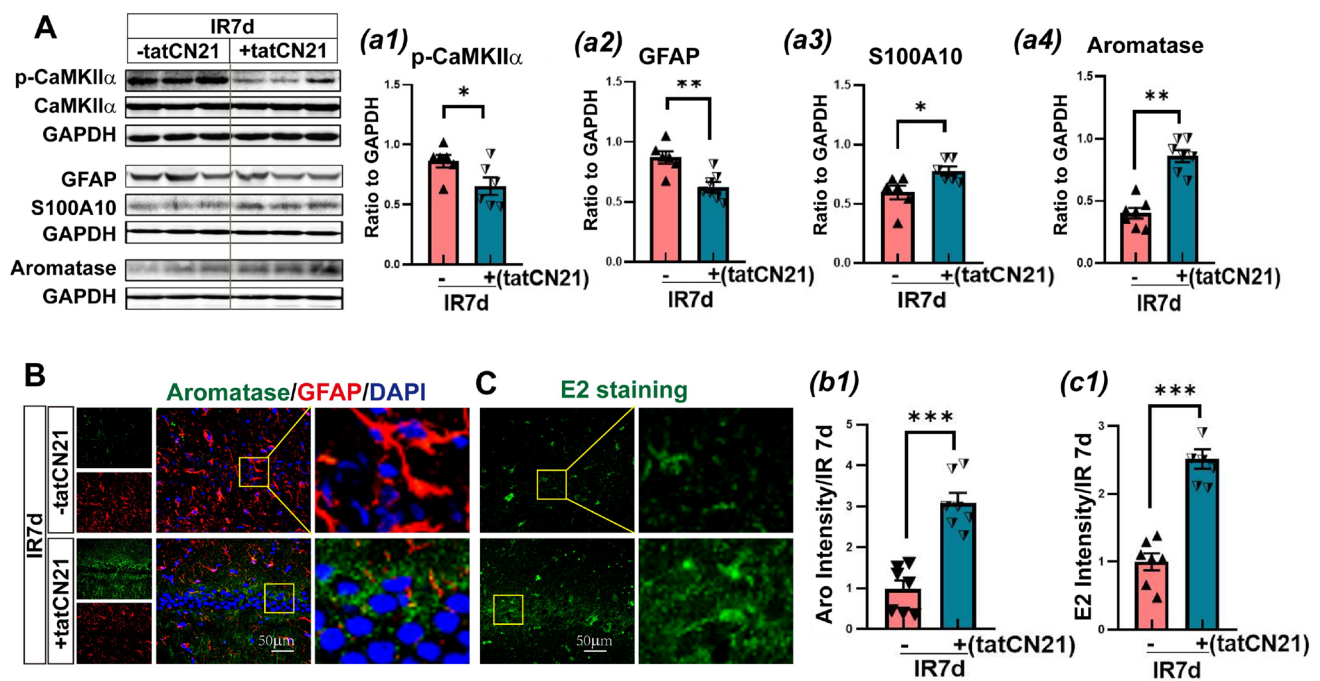 A
IR7d
-tatCN21 +tatCN21
p-CaMKIIα
CaMKIIα
GAPDH
GFAP
S100A10
GAPDH
Aromatase
GAPDH
(a1)
p-CaMKIIα
Ratio to GAPDH
1.5
1.0
0.5
0.0
*
- +(tatCN21)
IR7d
(a2)
GFAP
Ratio to GAPDH
1.5
1.0
0.5
0.0
**
- +(tatCN21)
IR7d
(a3)
S100A10
Ratio to GAPDH
1.5
1.0
0.5
0.0
*
- +(tatCN21)
IR7d
(a4)
Aromatase
Ratio to GAPDH
1.5
1.0
0.5
0.0
**
- +(tatCN21)
IR7d
B
Aromatase/GFAP/DAPI
IR7d
-tatCN21
+tatCN21
50μm
C
E2 staining
50μm
(b1)
Aro Intensity/IR 7d
5
4
3
2
1
0
***
- +(tatCN21)
IR7d
(c1)
E2 Intensity/IR 7d
3
2
1
0
***
- +(tatCN21)
IR7d